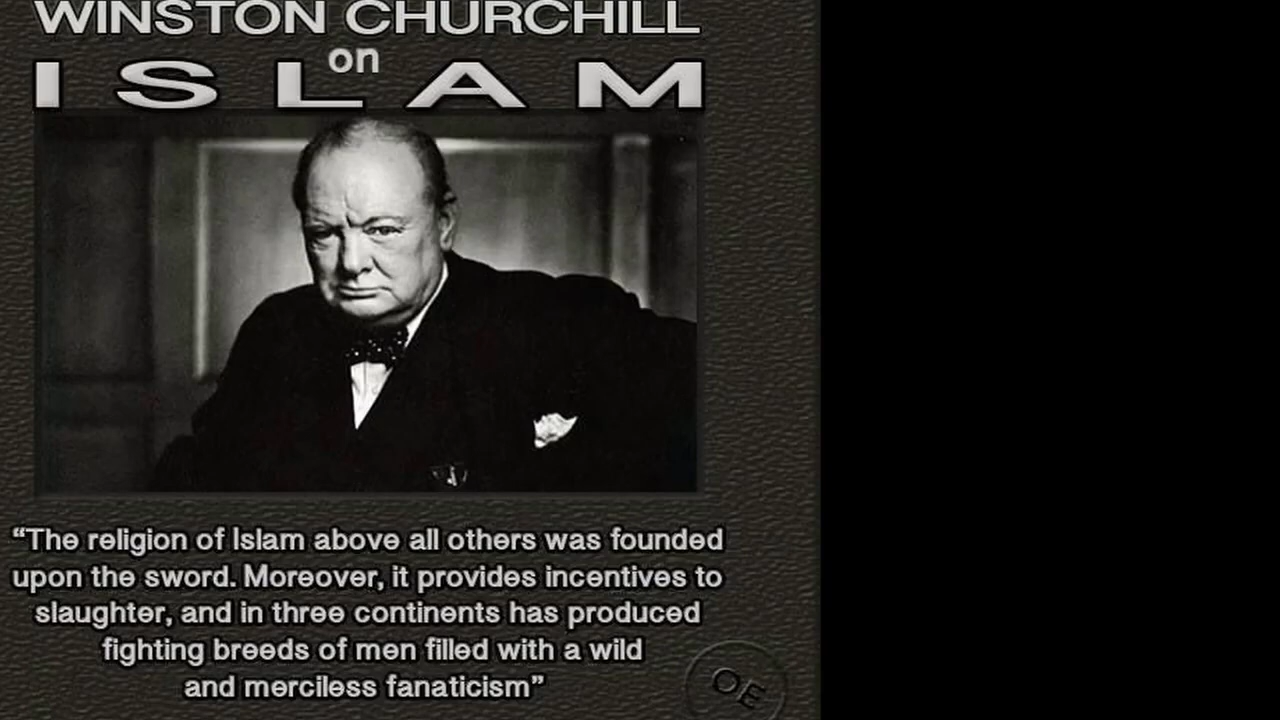 WINSTON CHURCHILL
on
ISLAM
“The religion of Islam above all others was founded
upon the sword. Moreover, it provides incentives to
slaughter, and in three continents has produced
fighting breeds of men filled with a wild
and merciless fanaticism”
OE